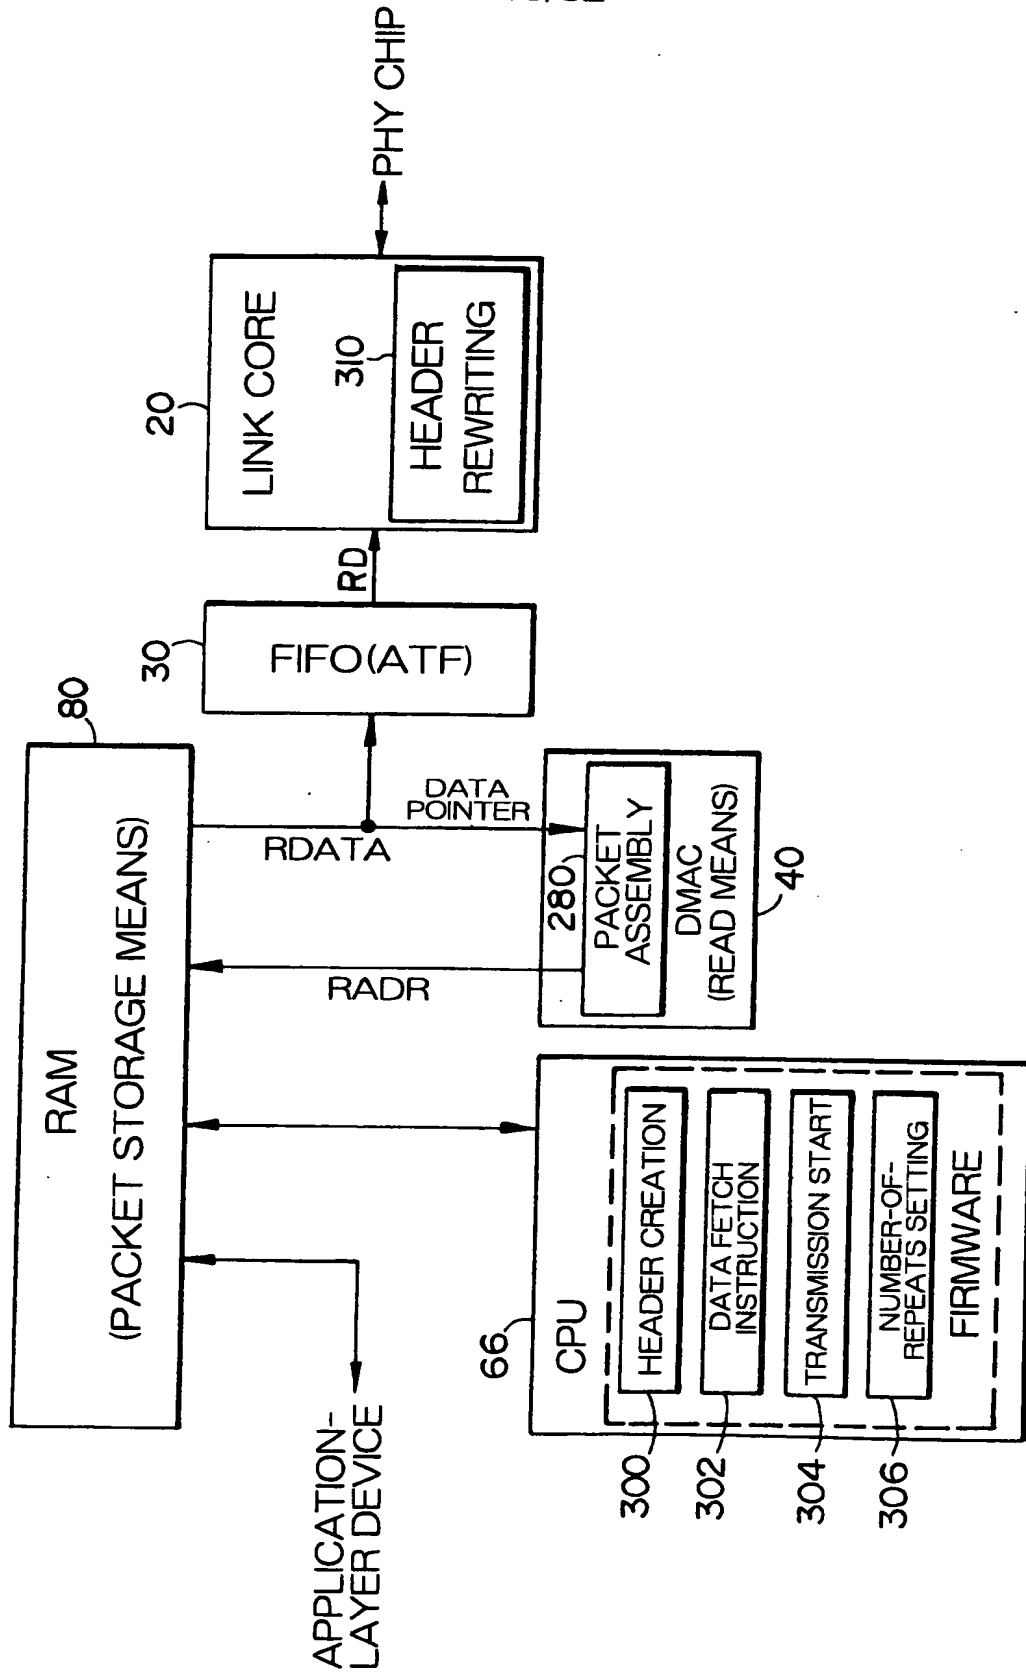 RAM
(PACKET STORAGE MEANS)
80
APPLICATION-
LAYER DEVICE
RDATA
DATA
POINTER
RADR
30
FIFO(ATF)
RD
20
LINK CORE
310
HEADER
REWRITING
PHY CHIP
280
PACKET
ASSEMBLY
DMAC
(READ MEANS)
40
66
CPU
300
HEADER CREATION
302
DATA FETCH
INSTRUCTION
304
TRANSMISSION START
306
NUMBER-OF-
REPEATS SETTING
FIRMWARE